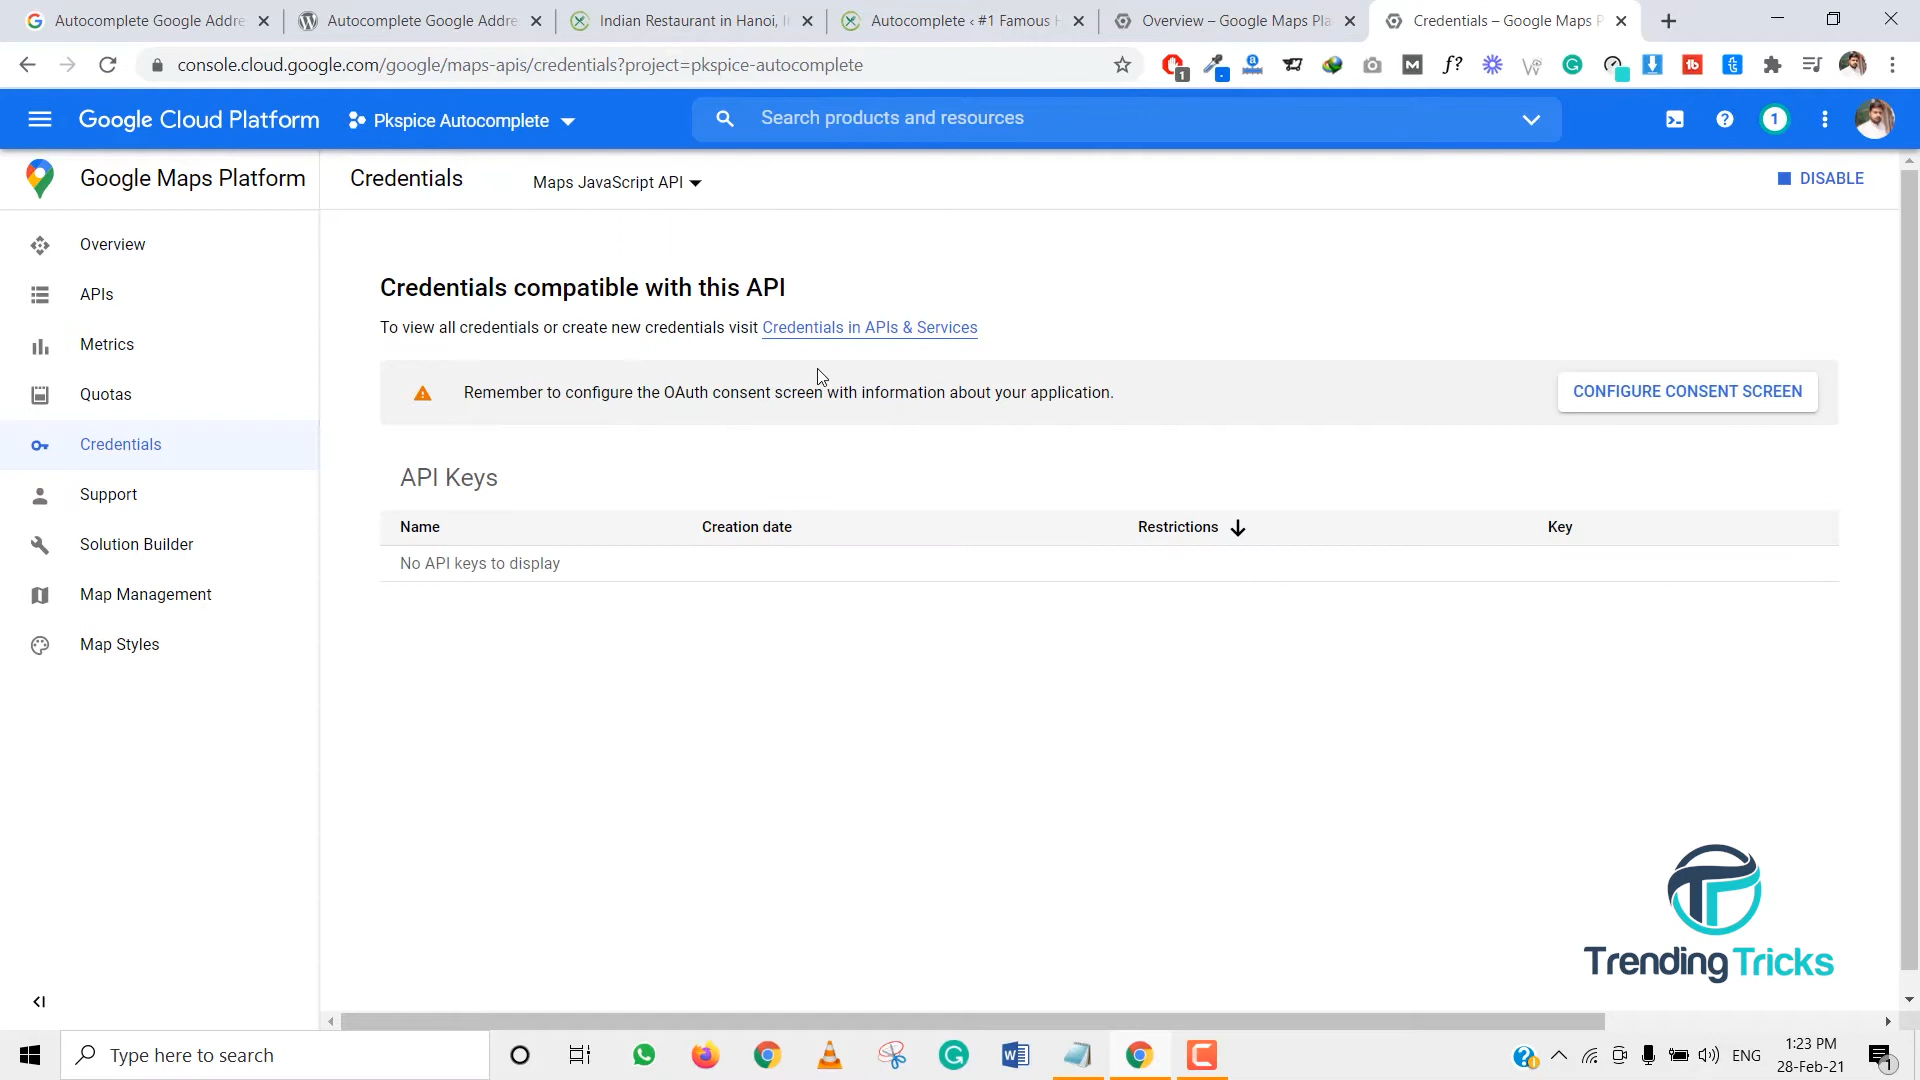 Autocomplete Google Addre
Autocomplete Google Addre
Indian Restaurant in Hanoi, I
Autocomplete ‹ #1 Famous H
Overview – Google Maps Pla
Credentials – Google Maps P
console.cloud.google.com/google/maps-apis/credentials?project=pkspice-autocomplete
Google Cloud Platform
Pkspice Autocomplete
Search products and resources
1
Google Maps Platform
Credentials
Maps JavaScript API
DISABLE
Overview
APIs
Metrics
Quotas
Credentials
Support
Solution Builder
Map Management
Map Styles
Credentials compatible with this API
To view all credentials or create new credentials visit Credentials in APIs & Services
Remember to configure the OAuth consent screen with information about your application.
CONFIGURE CONSENT SCREEN
API Keys
Name Creation date Restrictions Key
No API keys to display
Trending Tricks
Type here to search
ENG
1:23 PM
28-Feb-21
1